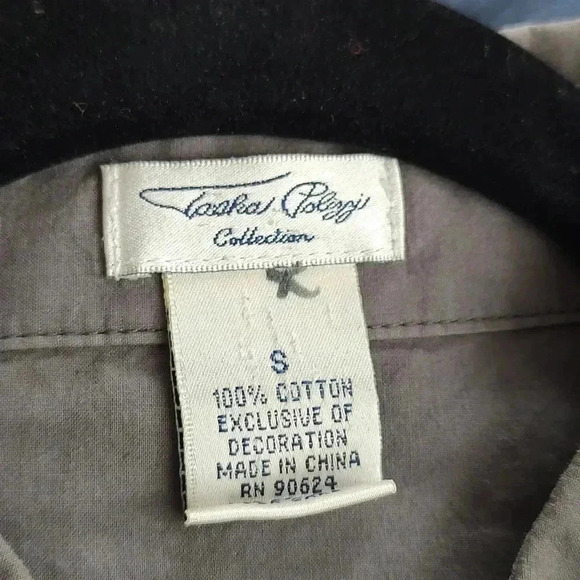 Tasha Polizzi
Collection
S
100% COTTON
EXCLUSIVE OF
DECORATION
MADE IN CHINA
RN 90624